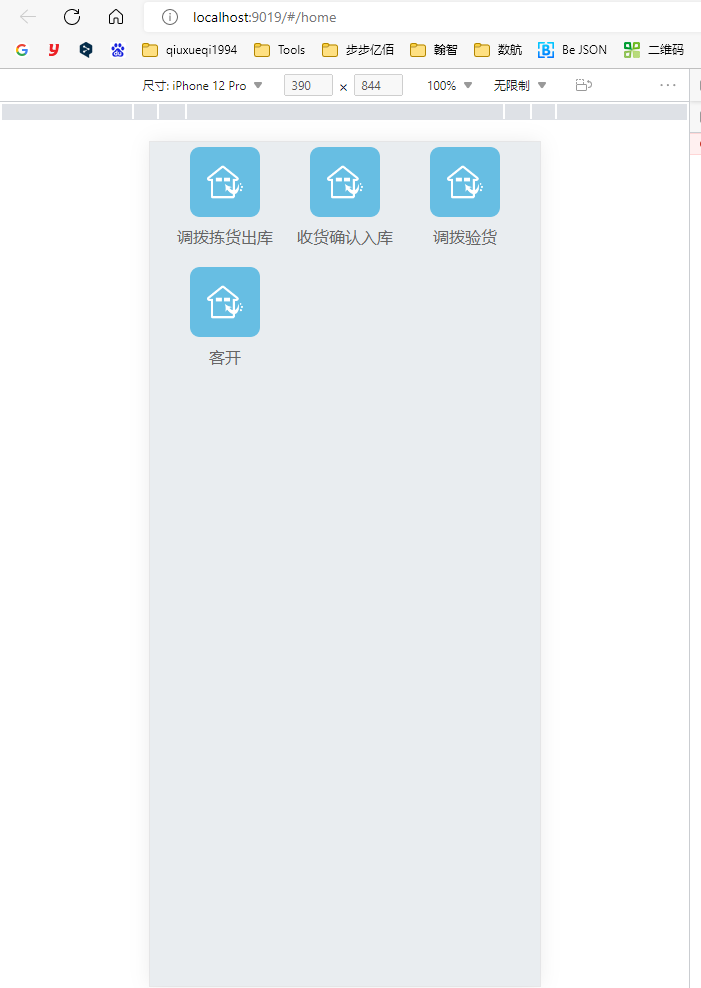 localhost:9019/#/home
qiuxueqi1994 Tools 步步亿佰 翰智 数航 Be JSON 二维码
尺寸: iPhone 12 Pro 390 × 844 100% 无限制
调拨拣货出库 收货确认入库 调拨验货
客开